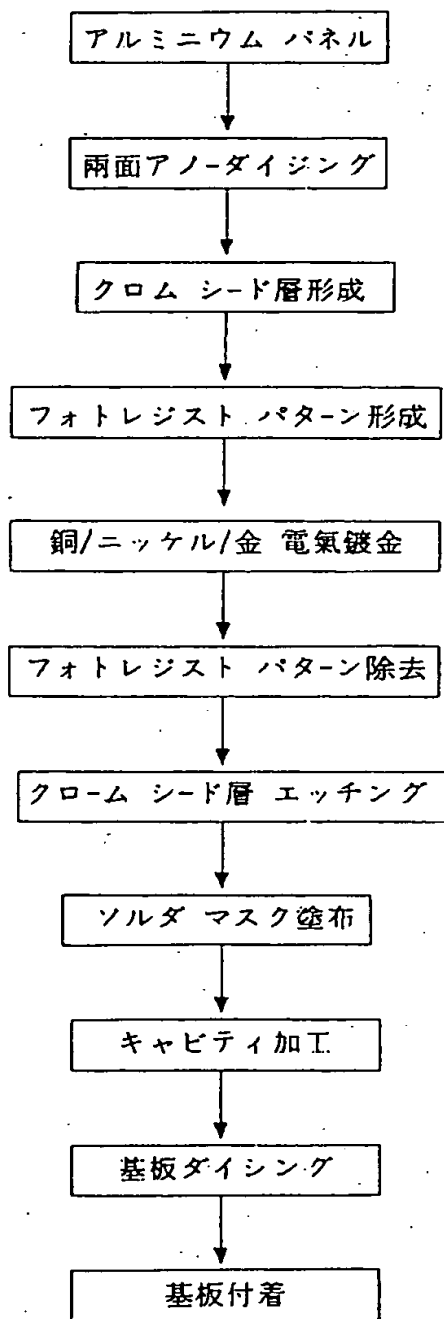 アルミニウム パネル
兩面アノーダイジング
クロム シード層形成
フォトレジスト パターン形成
銅/ニッケル/金 電氣鍍金
フォトレジスト パターン除去
クローム シード層 エッチング
ソルダ マスク塗布
キャビティ加工
基板ダイシング
基板付着